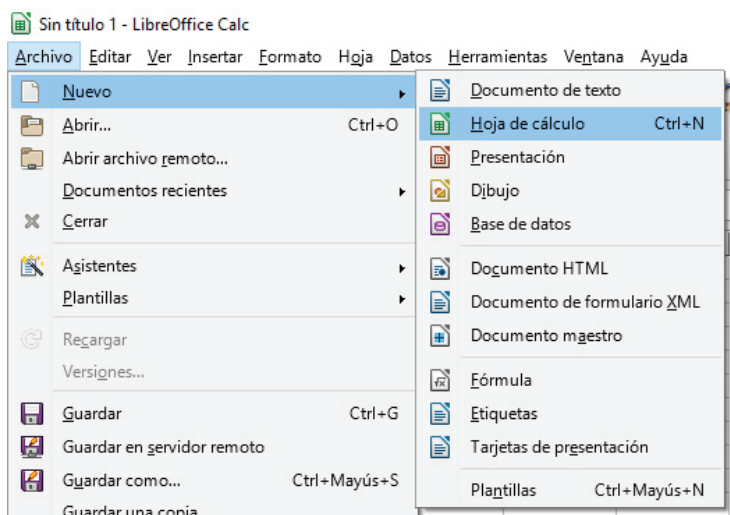 Sin título 1 - LibreOffice Calc
Archivo Editar Ver Insertar Formato Hoja Datos Herramientas Ventana Ayuda
Nuevo
Abrir... Ctrl+O
Abrir archivo remoto...
Documentos recientes
Cerrar
Asistentes
Plantillas
Recargar
Versiones...
Guardar Ctrl+G
Guardar en servidor remoto
Guardar como... Ctrl+Mayús+S
Guardar una copia
Documento de texto
Hoja de cálculo Ctrl+N
Presentación
Dibujo
Base de datos
Documento HTML
Documento de formulario XML
Documento maestro
Fórmula
Etiquetas
Tarjetas de presentación
Plantillas Ctrl+Mayús+N